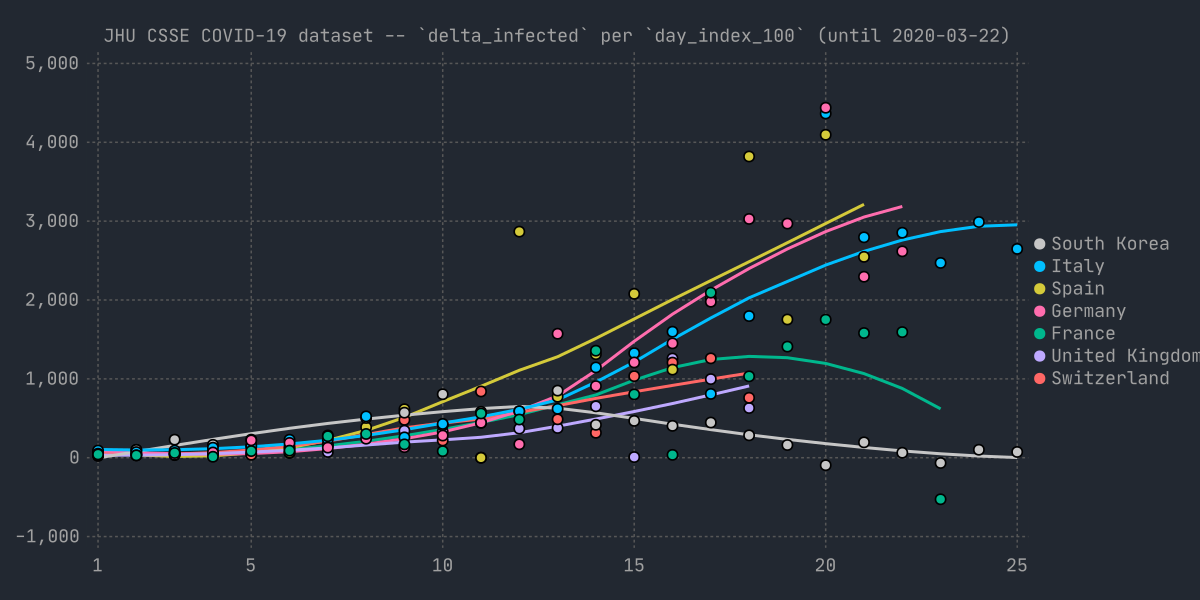 JHU CSSE COVID-19 dataset -- `delta_infected` per `day_index_100` (until 2020-03-22)
5,000
4,000
3,000
2,000
1,000
0
-1,000
1 5 10 15 20 25
South Korea
Italy
Spain
Germany
France
United Kingdom
Switzerland